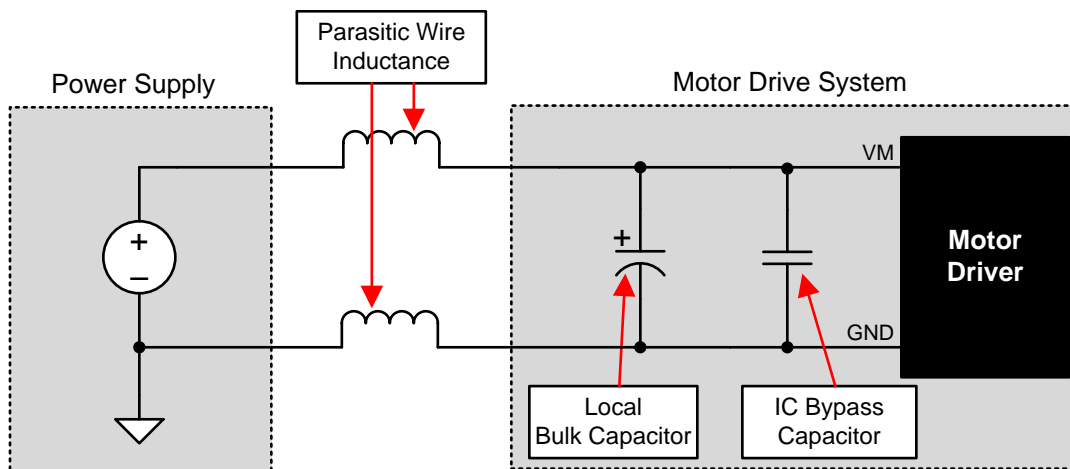 Parasitic Wire
Inductance
Power Supply
Motor Drive System
VM
+
–
+
Motor
Driver
GND
Local
Bulk Capacitor
IC Bypass
Capacitor